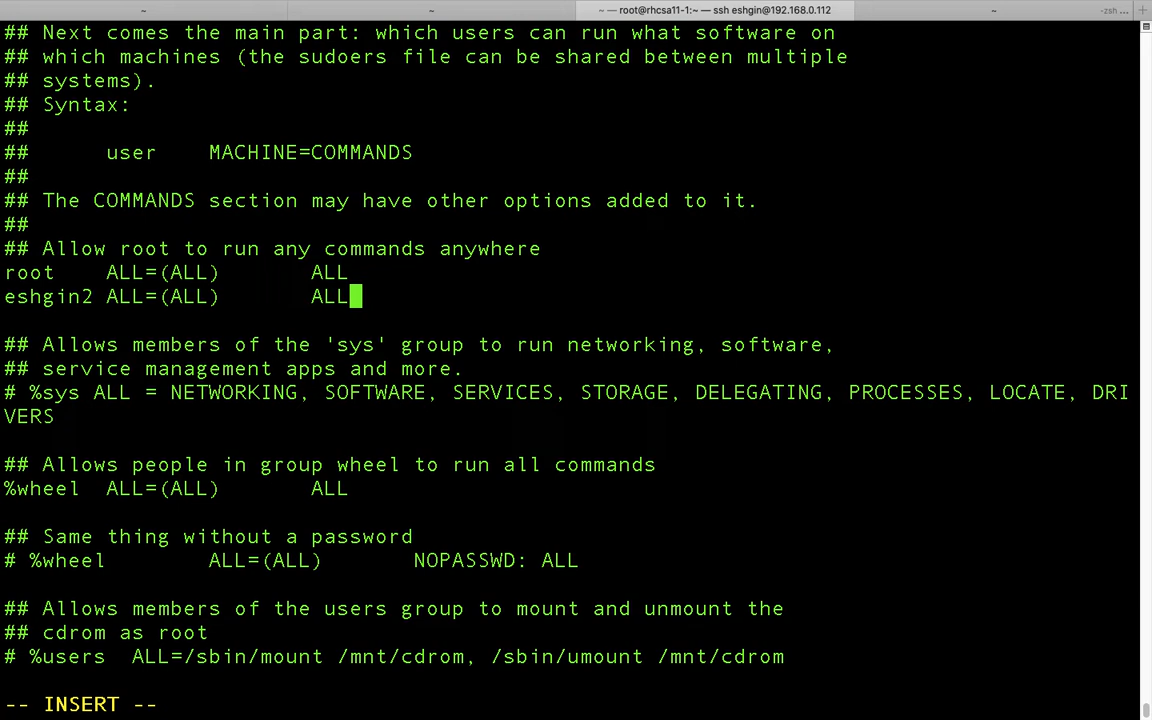 ~
~
~ — root@rhcsa11-1:~ — ssh eshgin@192.168.0.112
~
-zsh ...
## Next comes the main part: which users can run what software on
## which machines (the sudoers file can be shared between multiple
## systems).
## Syntax:
##
##      user    MACHINE=COMMANDS
##
## The COMMANDS section may have other options added to it.
##
## Allow root to run any commands anywhere
root    ALL=(ALL)       ALL
eshgin2 ALL=(ALL)       ALL
## Allows members of the 'sys' group to run networking, software,
## service management apps and more.
# %sys ALL = NETWORKING, SOFTWARE, SERVICES, STORAGE, DELEGATING, PROCESSES, LOCATE, DRI
VERS
## Allows people in group wheel to run all commands
%wheel  ALL=(ALL)       ALL
## Same thing without a password
# %wheel        ALL=(ALL)       NOPASSWD: ALL
## Allows members of the users group to mount and unmount the
## cdrom as root
# %users  ALL=/sbin/mount /mnt/cdrom, /sbin/umount /mnt/cdrom
-- INSERT --